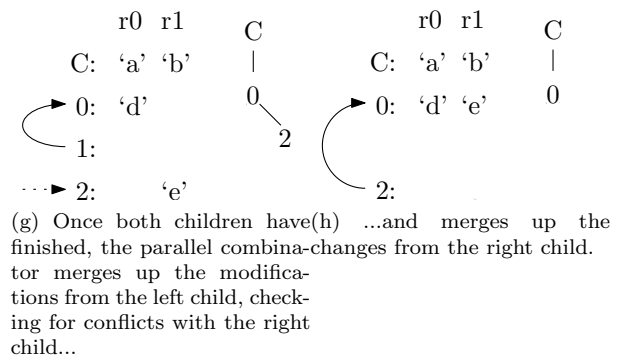 r0 r1
C
C: ‘a’ ‘b’
0: ‘d’
0
1:
2
2: ‘e’
(g) Once both children have
finished, the parallel combina-
tor merges up the modifica-
tions from the left child, check-
ing for conflicts with the right
child...
r0 r1
C
C: ‘a’ ‘b’
0: ‘d’ ‘e’
0
2:
(h) ...and merges up the
changes from the right child.